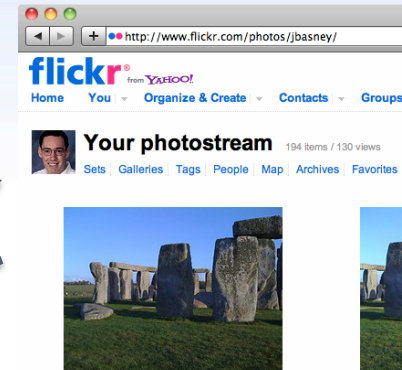 http://www.flickr.com/photos/jbasney/
flickr® from YAHOO!
Home You Organize & Create Contacts Groups
Your photostream 194 items / 130 views
Sets Galleries Tags People Map Archives Favorites